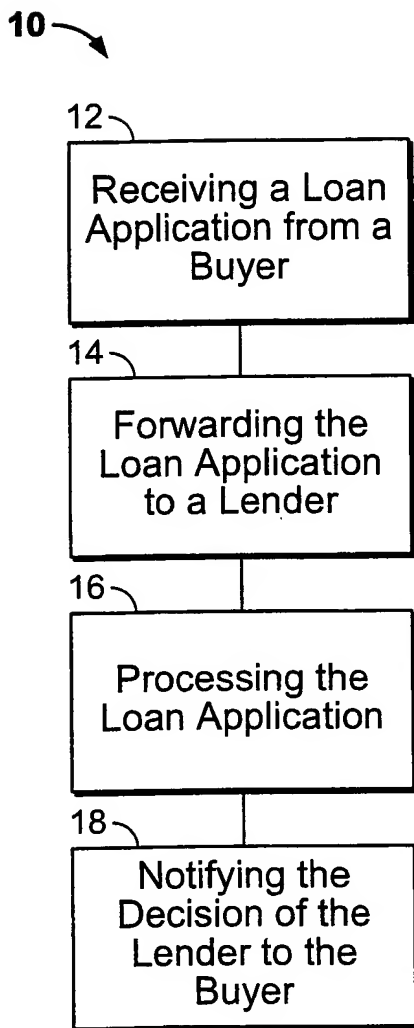 10
12
Receiving a Loan
Application from a
Buyer
14
Forwarding the
Loan Application
to a Lender
16
Processing the
Loan Application
18
Notifying the
Decision of the
Lender to the
Buyer